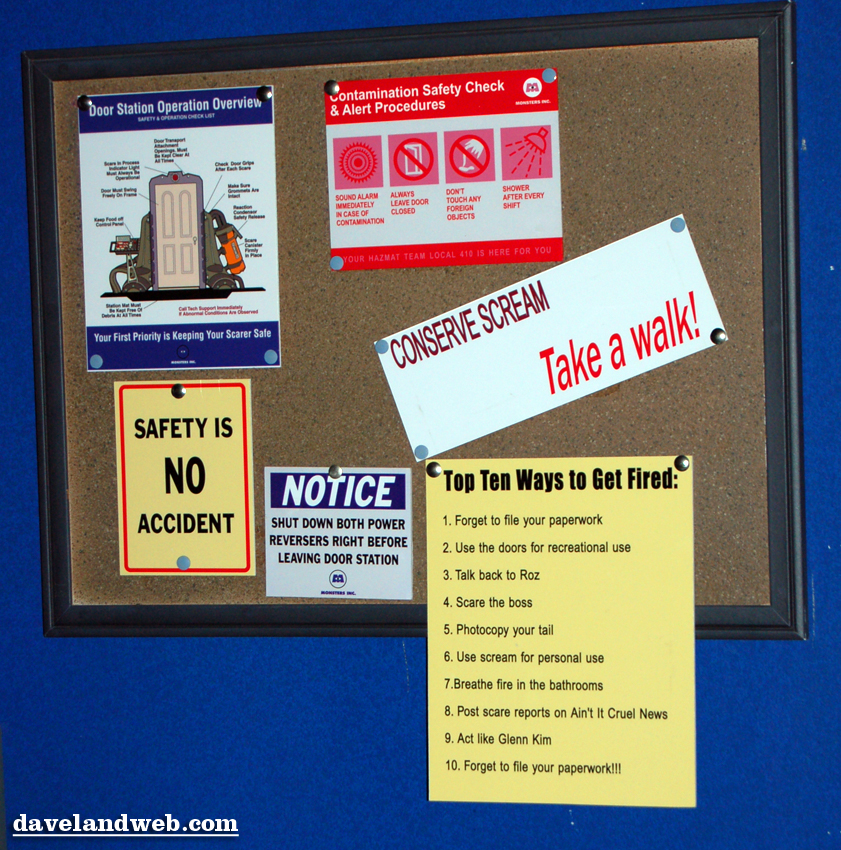 Door Station Operation Overview
SAFETY & OPERATION CHECK LIST
Door Transport
Attachment
Openings, Must
Be Kept Clear At
All Times
Scare In Process
Indicator Light
Must Always Be
Operational
Check Door Grips
After Each Scare
Door Must Swing
Freely On Frame
Make Sure
Grommets Are
Intact
Reaction
Condensor
Safety Release
Keep Food off
Control Panel
Scare
Canister
Firmly
In Place
Station Mat Must
Be Kept Free Of
Debris At All Times
Call Tech Support Immediately
If Abnormal Conditions Are Observed
Your First Priority is Keeping Your Scarer Safe
MONSTERS INC.
Contamination Safety Check
& Alert Procedures
MONSTERS INC.
SOUND ALARM
IMMEDIATELY
IN CASE OF
CONTAMINATION
ALWAYS
LEAVE DOOR
CLOSED
DON'T
TOUCH ANY
FOREIGN
OBJECTS
SHOWER
AFTER EVERY
SHIFT
YOUR HAZMAT TEAM LOCAL 410 IS HERE FOR YOU
CONSERVE SCREAM
Take a walk!
SAFETY IS
NO
ACCIDENT
NOTICE
SHUT DOWN BOTH POWER
REVERSERS RIGHT BEFORE
LEAVING DOOR STATION
MONSTERS, INC.
Top Ten Ways to Get Fired:
1. Forget to file your paperwork
2. Use the doors for recreational use
3. Talk back to Roz
4. Scare the boss
5. Photocopy your tail
6. Use scream for personal use
7.Breathe fire in the bathrooms
8. Post scare reports on Ain't It Cruel News
9. Act like Glenn Kim
10. Forget to file your paperwork!!!
davelandweb.com